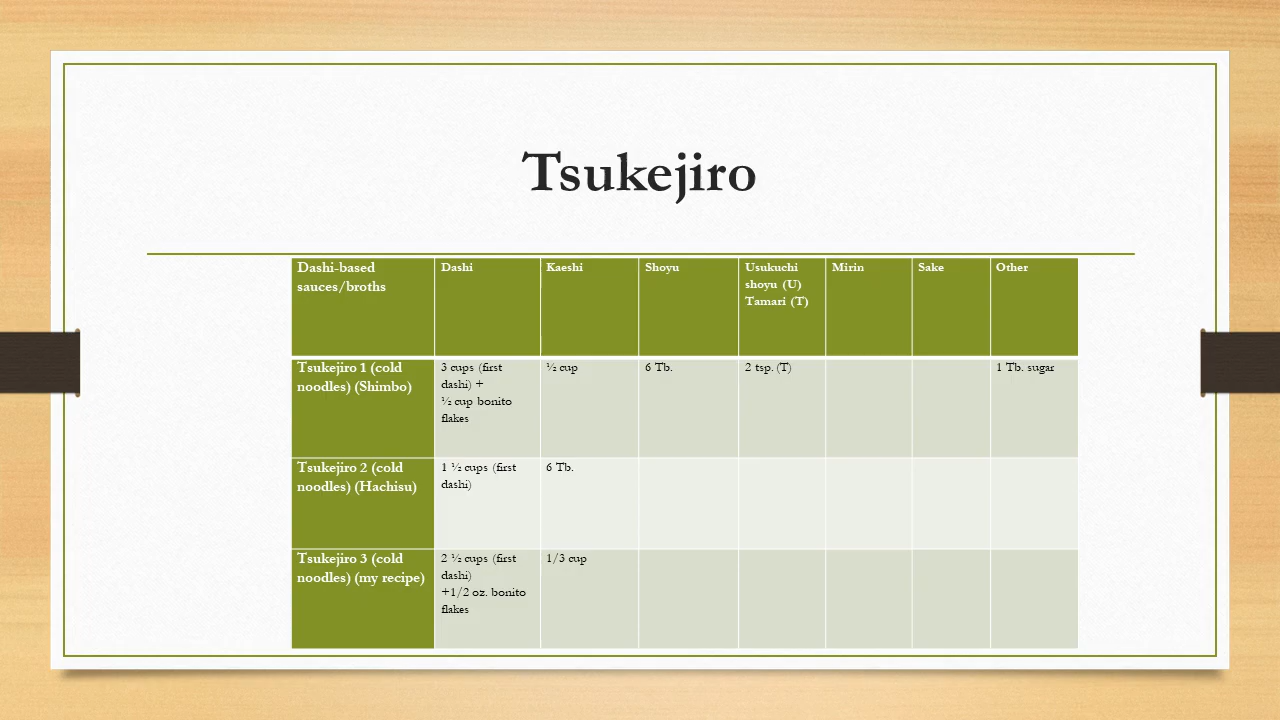 Tsukejiro
Dashi-based
sauces/broths
Dashi
Kaeshi
Shoyu
Usukuchi
shoyu (U)
Tamari (T)
Mirin
Sake
Other
Tsukejiro 1 (cold
noodles) (Shimbo)
3 cups (first
dashi) +
½ cup bonito
flakes
½ cup
6 Tb.
2 tsp. (T)
1 Tb. sugar
Tsukejiro 2 (cold
noodles) (Hachisu)
1 ½ cups (first
dashi)
6 Tb.
Tsukejiro 3 (cold
noodles) (my recipe)
2 ½ cups (first
dashi)
+1/2 oz. bonito
flakes
1/3 cup